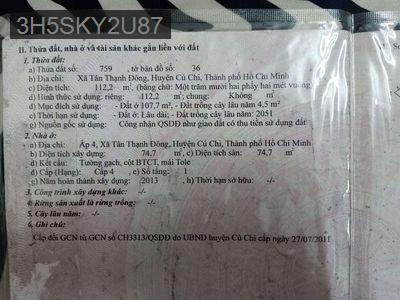 3H5SKY2U87
II. Thửa đất, nhà ở và tài sản khác gắn liền với đất
1. Thửa đất:
a) Thửa đất số: 759 , tờ bản đồ số: 36
b) Địa chỉ: Xã Tân Thạnh Đông, Huyện Củ Chi, Thành phố Hồ Chí Minh
c) Diện tích: 112,2 m², (bằng chữ: Một trăm mười hai phẩy hai mét vuông
d) Hình thức sử dụng: riêng: 112,2 m², chung: Không m²
đ) Mục đích sử dụng: - Đất ở 107,7 m², - Đất trồng cây lâu năm 4,5 m²
e) Thời hạn sử dụng: - Đất ở: Lâu dài; - Đất trồng cây lâu năm: 2051
g) Nguồn gốc sử dụng: Công nhận QSDĐ như giao đất có thu tiền sử dụng đất
2. Nhà ở:
a) Địa chỉ: Ấp 4, Xã Tân Thạnh Đông, Huyện Củ Chi, Thành phố Hồ Chí Minh
b) Diện tích xây dựng: 74,7 m², c) Diện tích sàn: 74,7 m²
d) Kết cấu: Tường gạch, cột BTCT, mái Tole
đ) Cấp (Hạng): Cấp 4 , e) Số tầng: 1
g) Năm hoàn thành xây dựng: 2013 , h) Thời hạn sở hữu: -/-
3. Công trình xây dựng khác: -/-
4. Rừng sản xuất là rừng trồng: -/-
5. Cây lâu năm: -/-
6. Ghi chú:
Cấp đổi GCN từ GCN số CH3313/QSDĐ do UBND huyện Củ Chi cấp ngày 27/07/2011